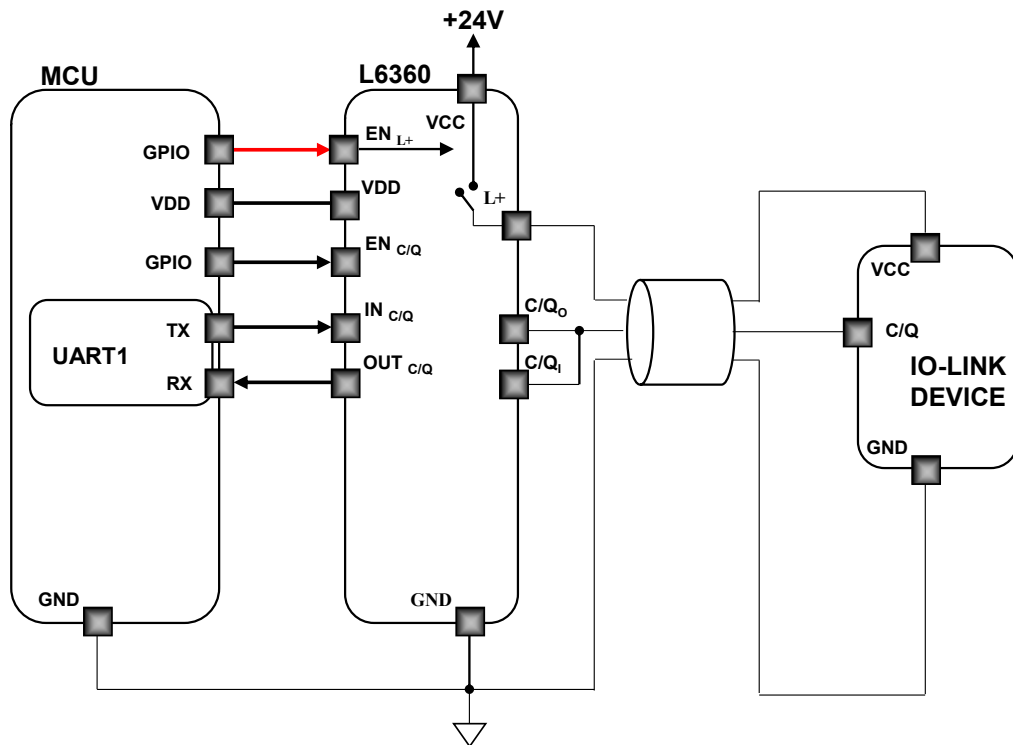 +24V
MCU
L6360
VCC
GPIO
EN L+
VDD
VDD
L+
GPIO
EN C/Q
VCC
TX
IN C/Q
C/QO
C/Q
UART1
OUT C/Q
RX
C/QI
IO-LINK
DEVICE
GND
GND
GND